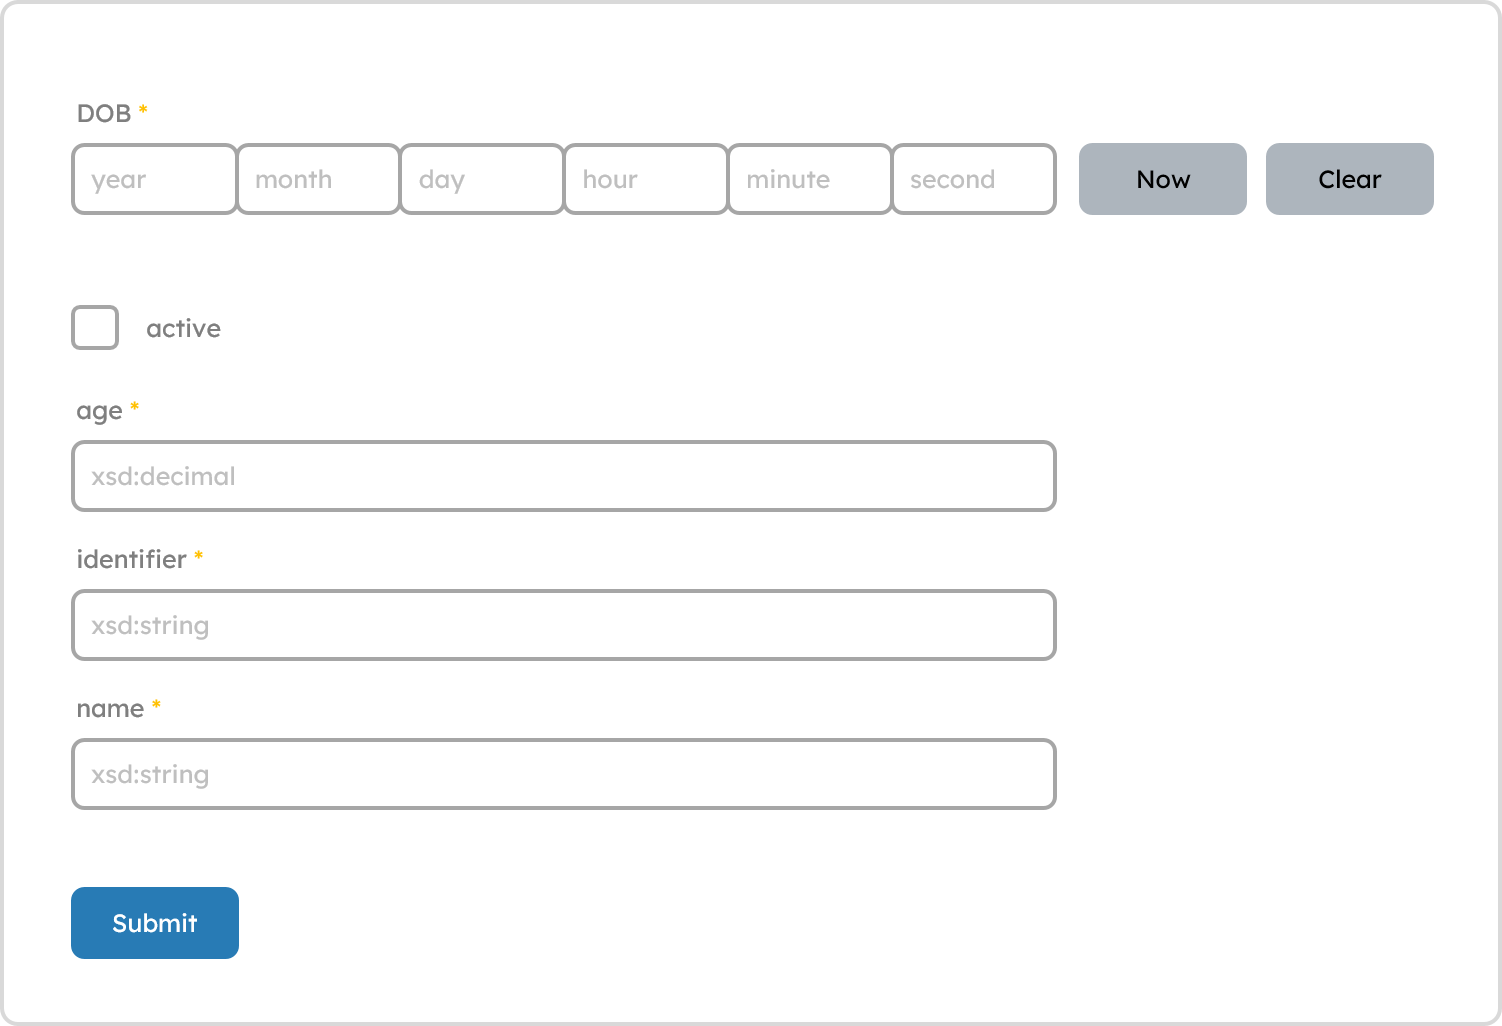 DOB *
year month day hour minute second Now Clear
active
age *
xsd:decimal
identifier *
xsd:string
name *
xsd:string
Submit